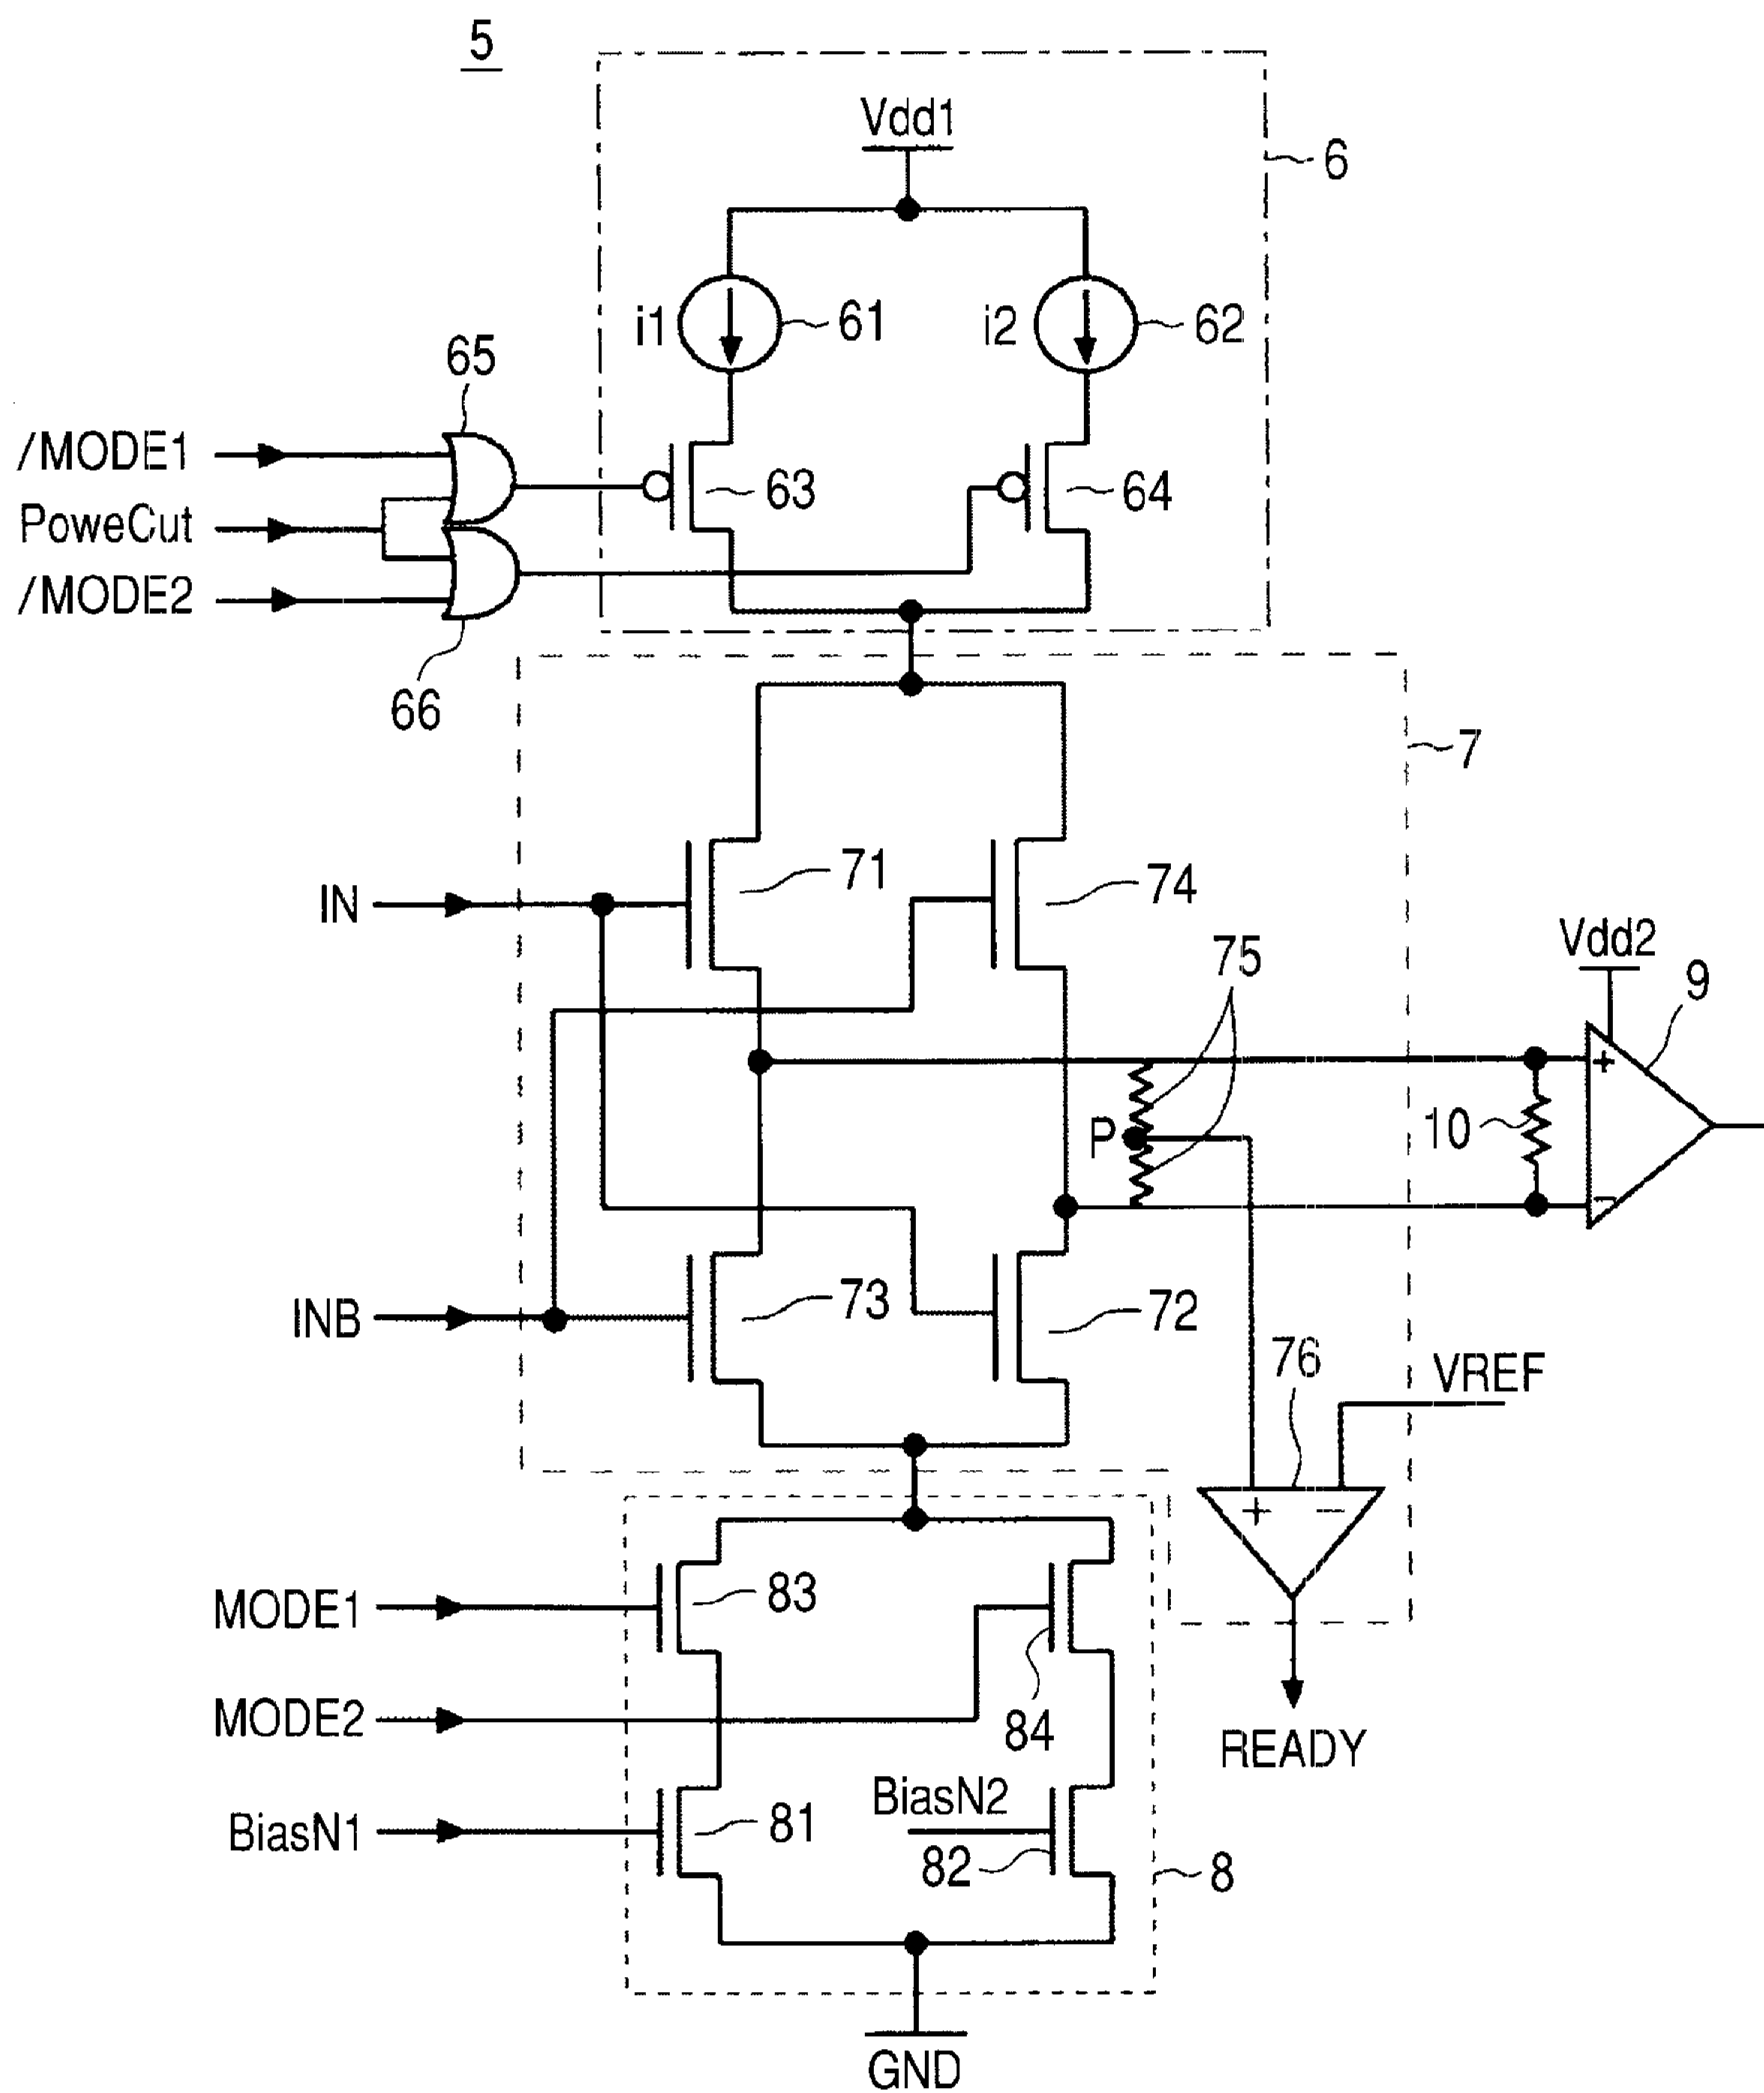 5
Vdd1
6
i1
61
i2
62
65
/MODE1
63
64
PoweCut
/MODE2
66
7
71
IN
74
Vdd2
75
9
+
P
10
−
INB
73
72
76
VREF
+ −
MODE1
83
MODE2
84
READY
BiasN2
BiasN1
81
82
8
GND